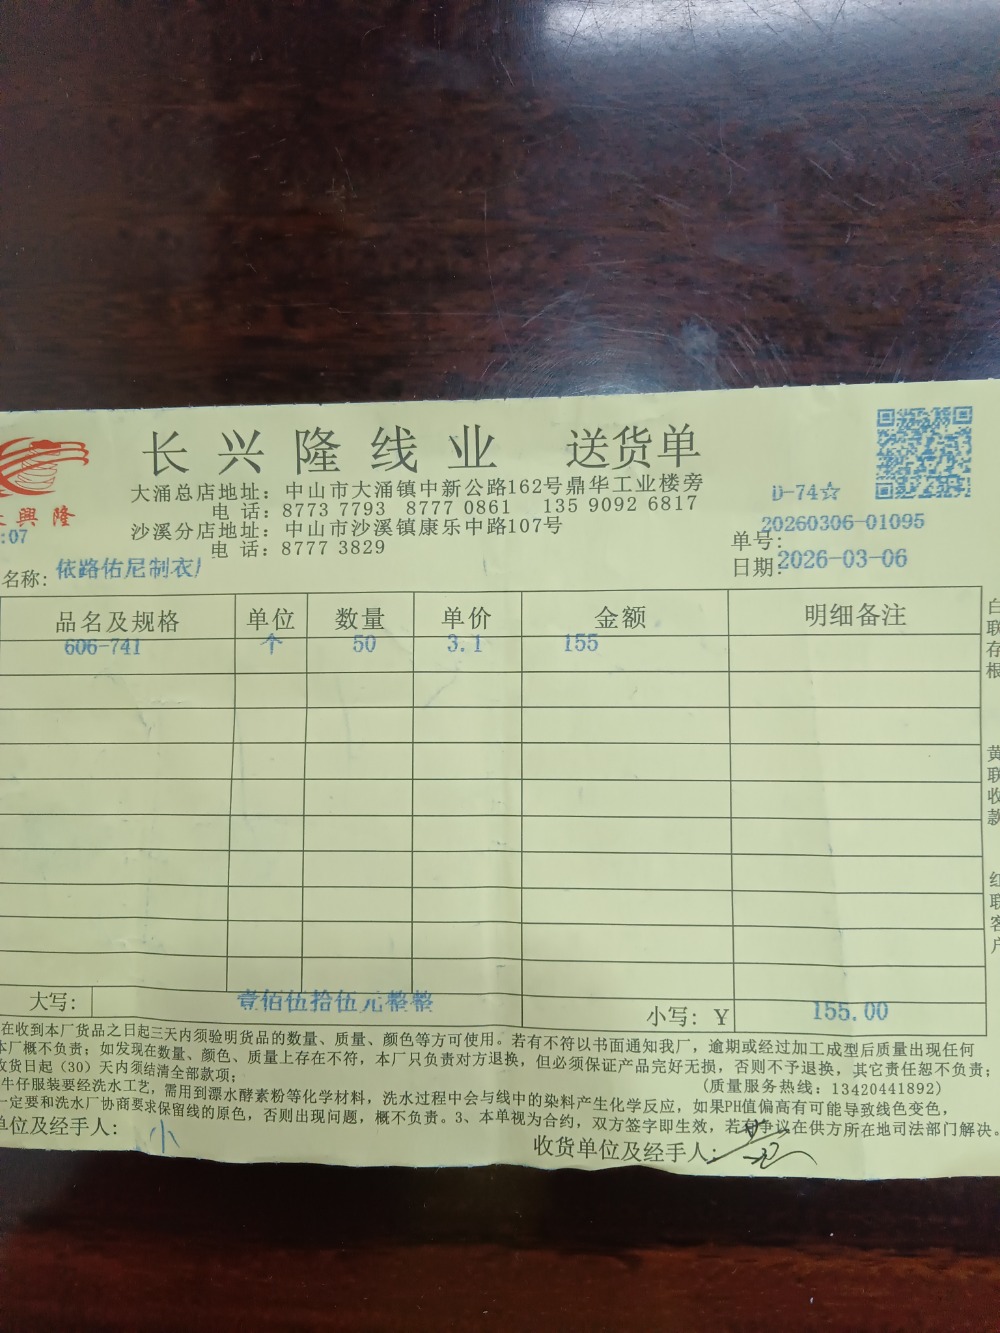 长兴隆线业 送货单
D-74☆
大涌总店地址：中山市大涌镇中新公路162号鼎华工业楼旁
电 话：8773 7793 8777 0861 135 9092 6817
沙溪分店地址：中山市沙溪镇康乐中路107号
电 话：8777 3829
興隆
:07
单号：20260306-01095
日期：2026-03-06
名称：依路佑尼制衣厂
品名及规格 单位 数量 单价 金额 明细备注
606-741 个 50 3.1 155
白联存根
黄联收款
红联客户
大写： 壹佰伍拾伍元整整 小写：Y 155.00
在收到本厂货品之日起三天内须验明货品的数量、质量、颜色等方可使用。若有不符以书面通知我厂，逾期或经过加工成型后质量出现任何
本厂概不负责；如发现在数量、颜色、质量上存在不符，本厂只负责对方退换，但必须保证产品完好无损，否则不予退换，其它责任恕不负责；
收货日起（30）天内须结清全部款项；
(质量服务热线：13420441892)
牛仔服装要经洗水工艺，需用到漂水酵素粉等化学材料，洗水过程中会与线中的染料产生化学反应，如果PH值偏高有可能导致线色变色，
一定要和洗水厂协商要求保留线的原色，否则出现问题，概不负责。3、本单视为合约，双方签字即生效，若有争议在供方所在地司法部门解决。
单位及经手人： 小
收货单位及经手人：